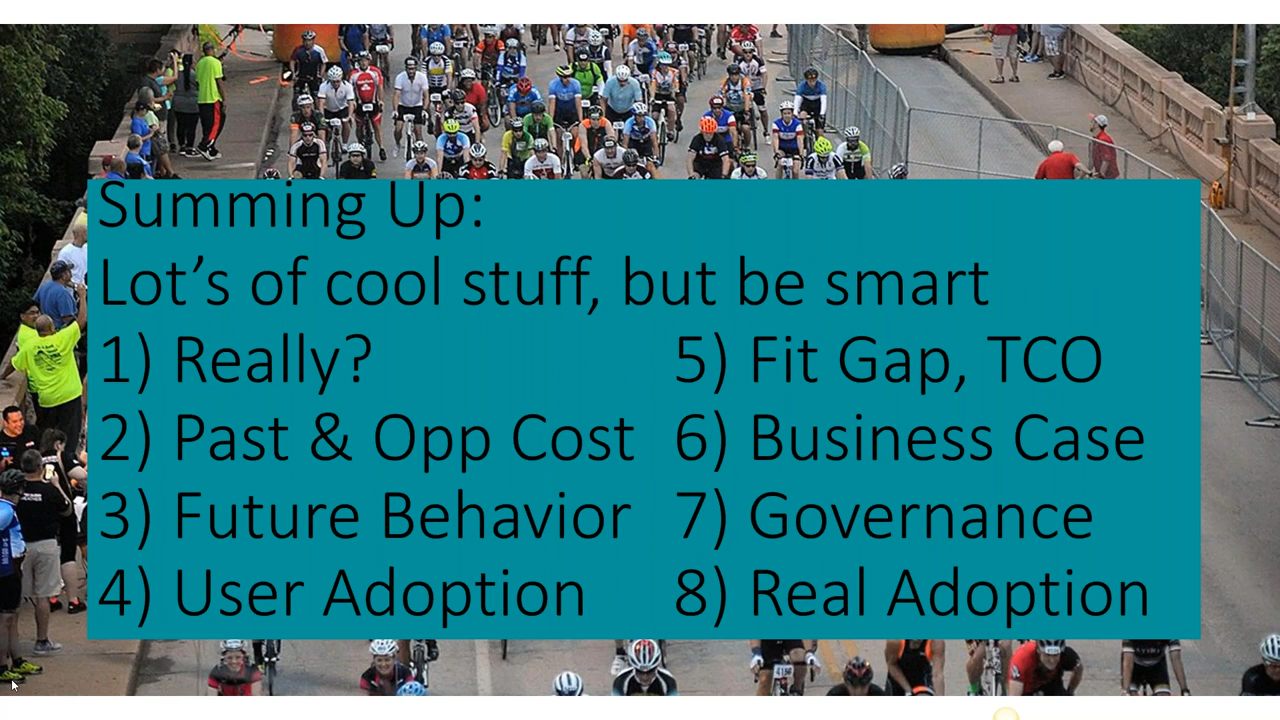 Summing Up:
Lot’s of cool stuff, but be smart
1) Really? 5) Fit Gap, TCO
2) Past & Opp Cost 6) Business Case
3) Future Behavior 7) Governance
4) User Adoption 8) Real Adoption